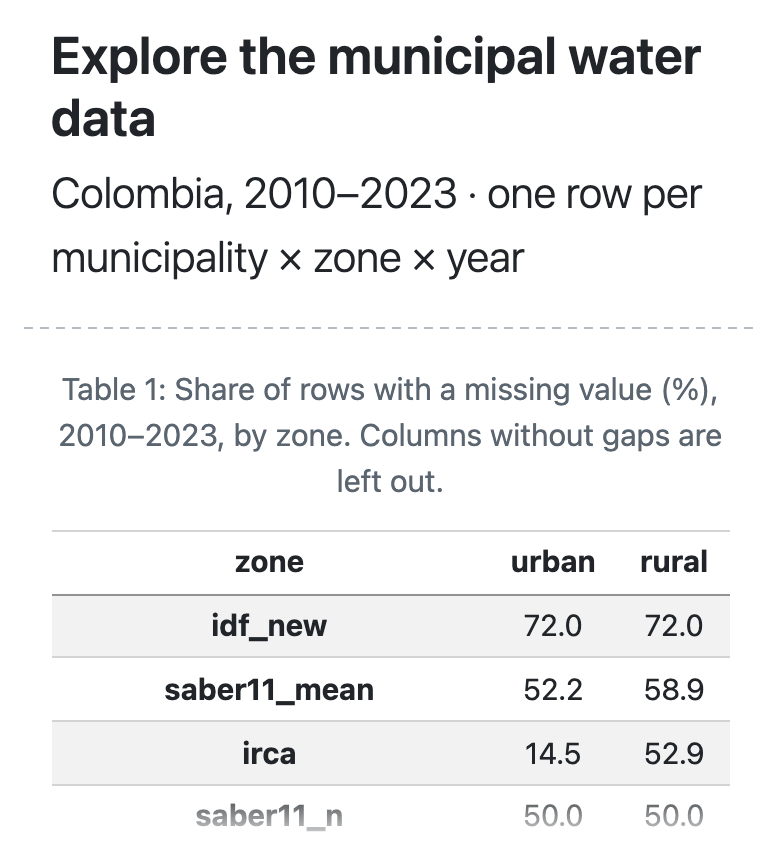 Explore the municipal water
data
Colombia, 2010–2023 · one row per
municipality × zone × year
Table 1: Share of rows with a missing value (%),
2010–2023, by zone. Columns without gaps are
left out.
zone urban rural
idf_new 72.0 72.0
saber11_mean 52.2 58.9
irca 14.5 52.9
saber11_n 50.0 50.0